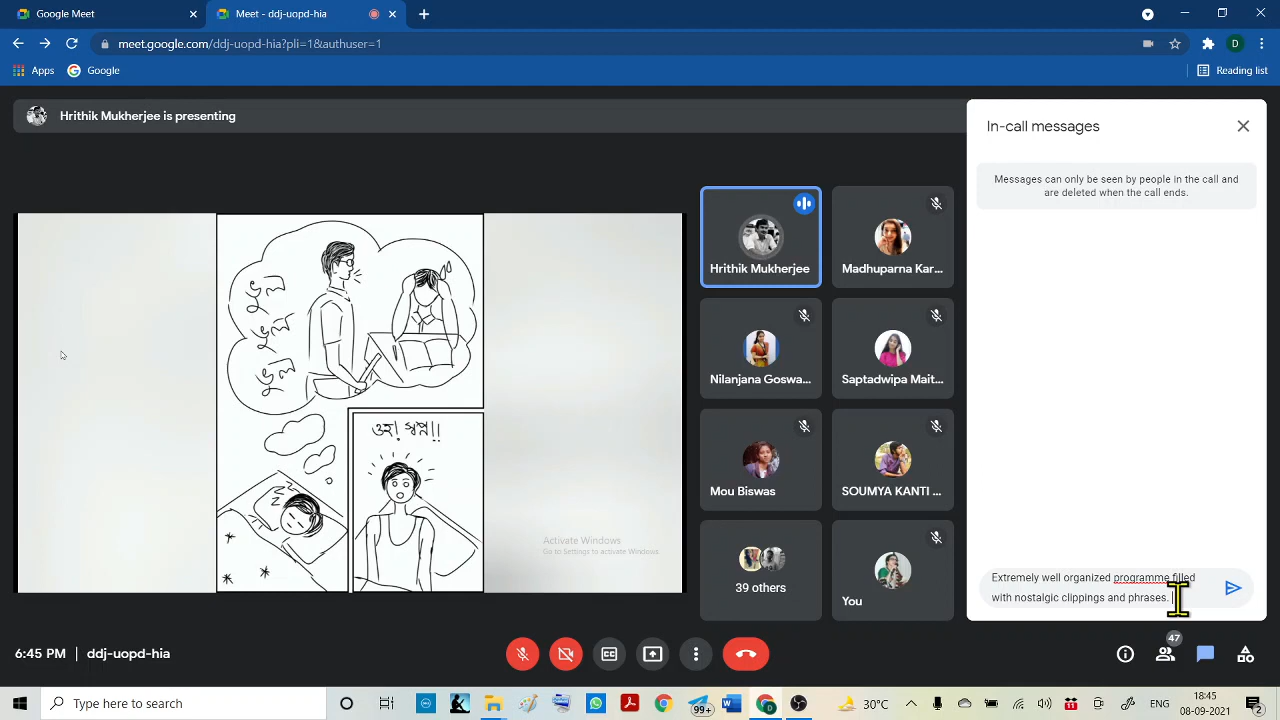 Google Meet
Meet - ddj-uopd-hia
meet.google.com/ddj-uopd-hia?pli=1&authuser=1
D
Apps
Google
Reading list
Hrithik Mukherjee is presenting
In-call messages
Messages can only be seen by people in the call and
are deleted when the call ends.
ভুল
ভুল
ভুল
z
z
ওহ! স্বপ্ন!!
Activate Windows
Go to Settings to activate Windows.
Hrithik Mukherjee
Madhuparna Kar...
Nilanjana Goswa...
Saptadwipa Mait...
Mou Biswas
SOUMYA KANTI ...
39 others
You
Extremely well organized programme filled
with nostalgic clippings and phrases.
6:45 PM | ddj-uopd-hia
47
Type here to search
99+
30°C
ENG
18:45
08-09-2021
2